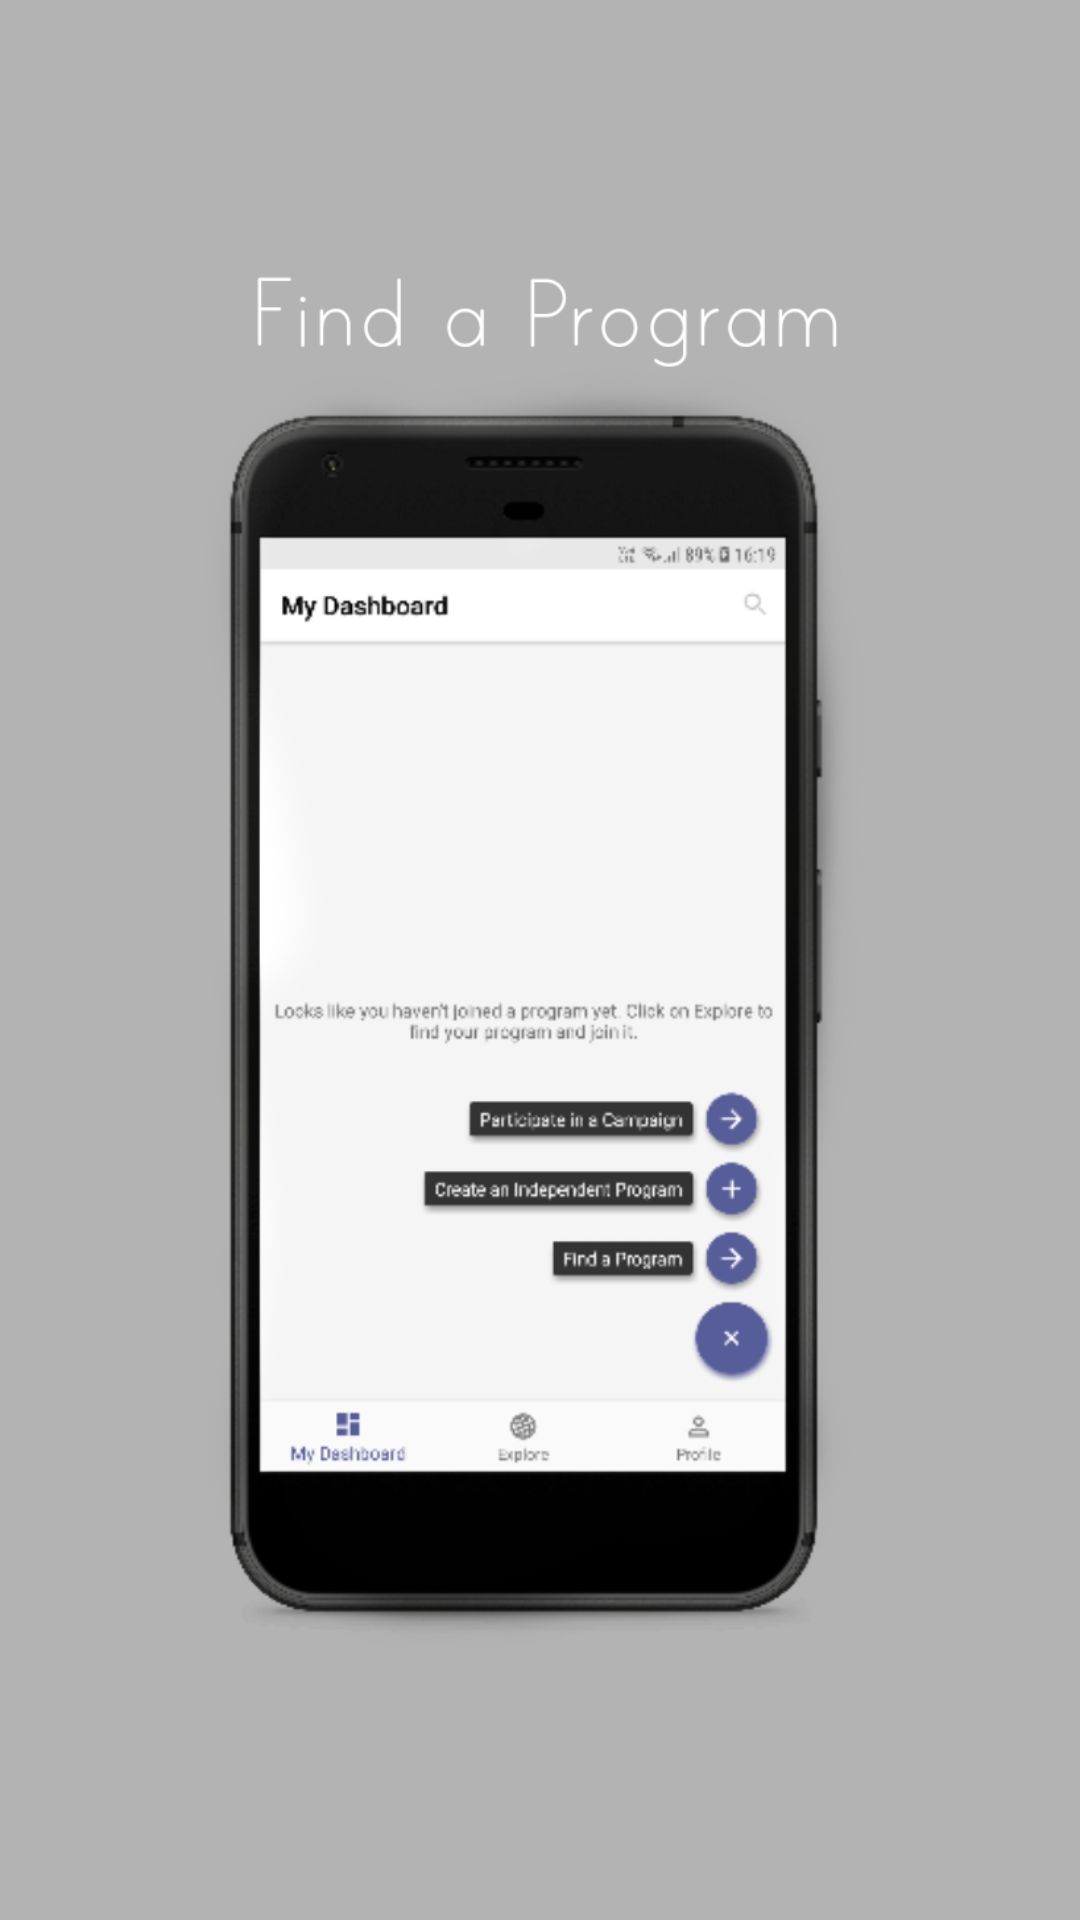 Find a Program
89% 16:19
My Dashboard
Looks like you haven't joined a program yet. Click on Explore to
find your program and join it.
Participate in a Campaign
Create an Independent Program
Find a Program
My Dashboard
Explore
Profile